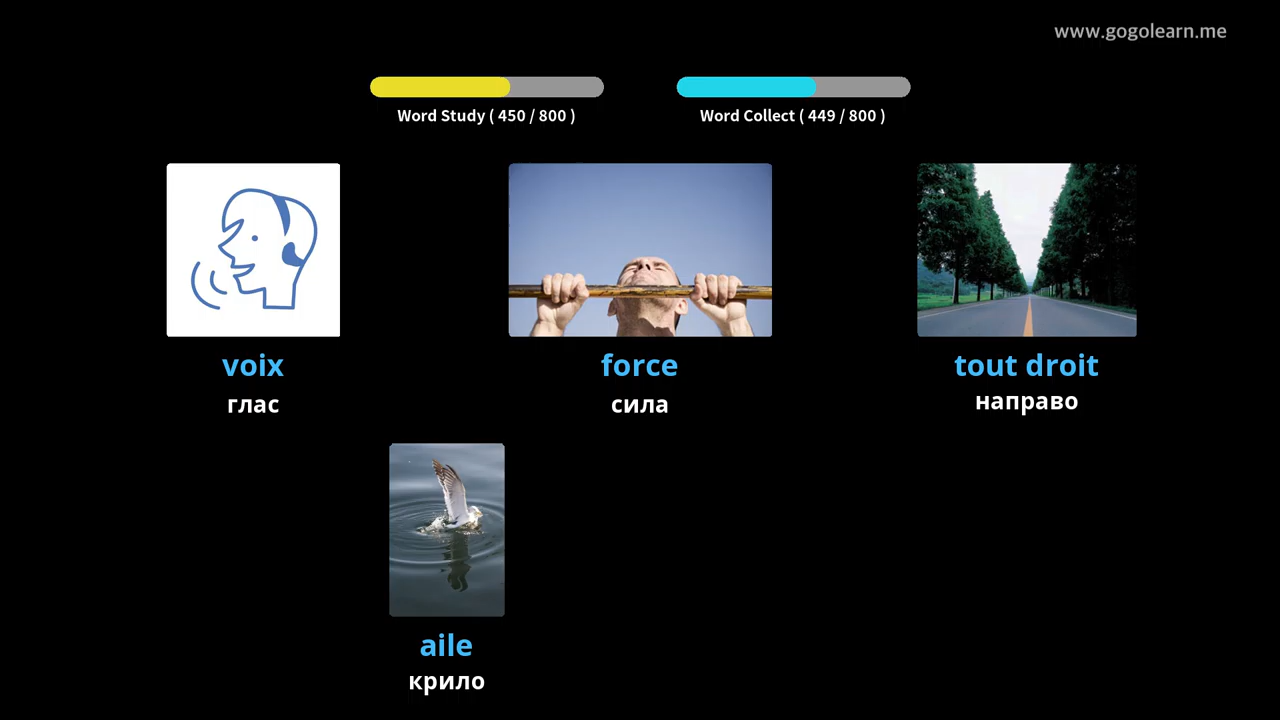 www.gogolearn.me
Word Study ( 450 / 800 )
Word Collect ( 449 / 800 )
voix
глас
force
сила
tout droit
направо
aile
крило